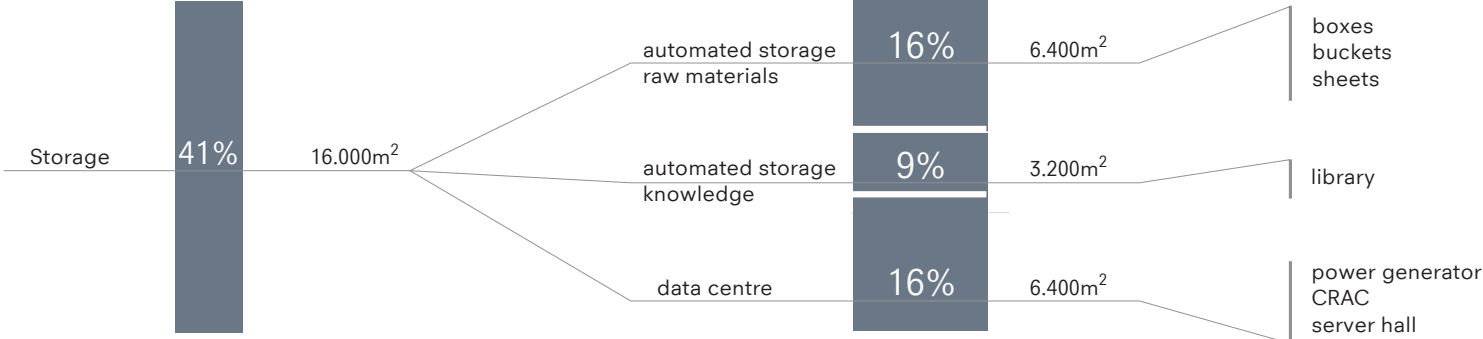 Storage
41%
16.000m²
automated storage
raw materials
16%
6.400m²
boxes
buckets
sheets
automated storage
knowledge
9%
3.200m²
library
data centre
16%
6.400m²
power generator
CRAC
server hall